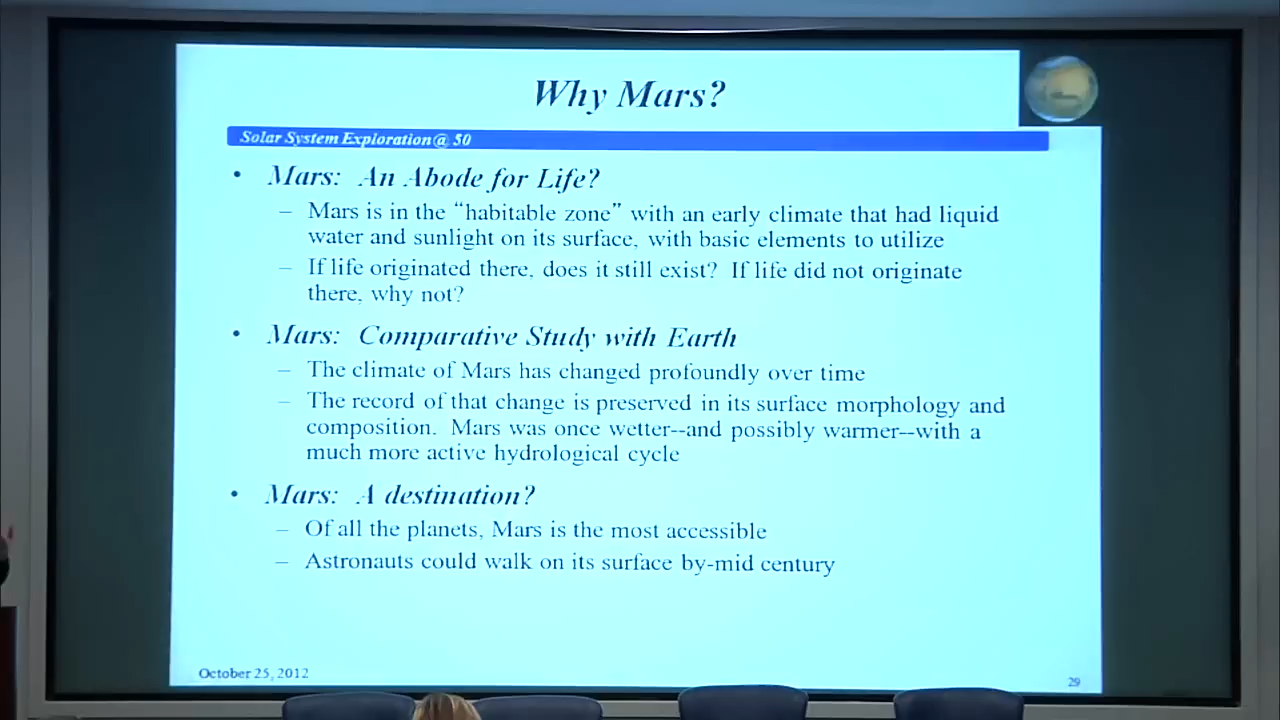 Why Mars?
Solar System Exploration@ 50
• Mars: An Abode for Life?
– Mars is in the “habitable zone” with an early climate that had liquid
water and sunlight on its surface, with basic elements to utilize
– If life originated there, does it still exist? If life did not originate
there, why not?
• Mars: Comparative Study with Earth
– The climate of Mars has changed profoundly over time
– The record of that change is preserved in its surface morphology and
composition. Mars was once wetter--and possibly warmer--with a
much more active hydrological cycle
• Mars: A destination?
– Of all the planets, Mars is the most accessible
– Astronauts could walk on its surface by-mid century
October 25, 2012
29